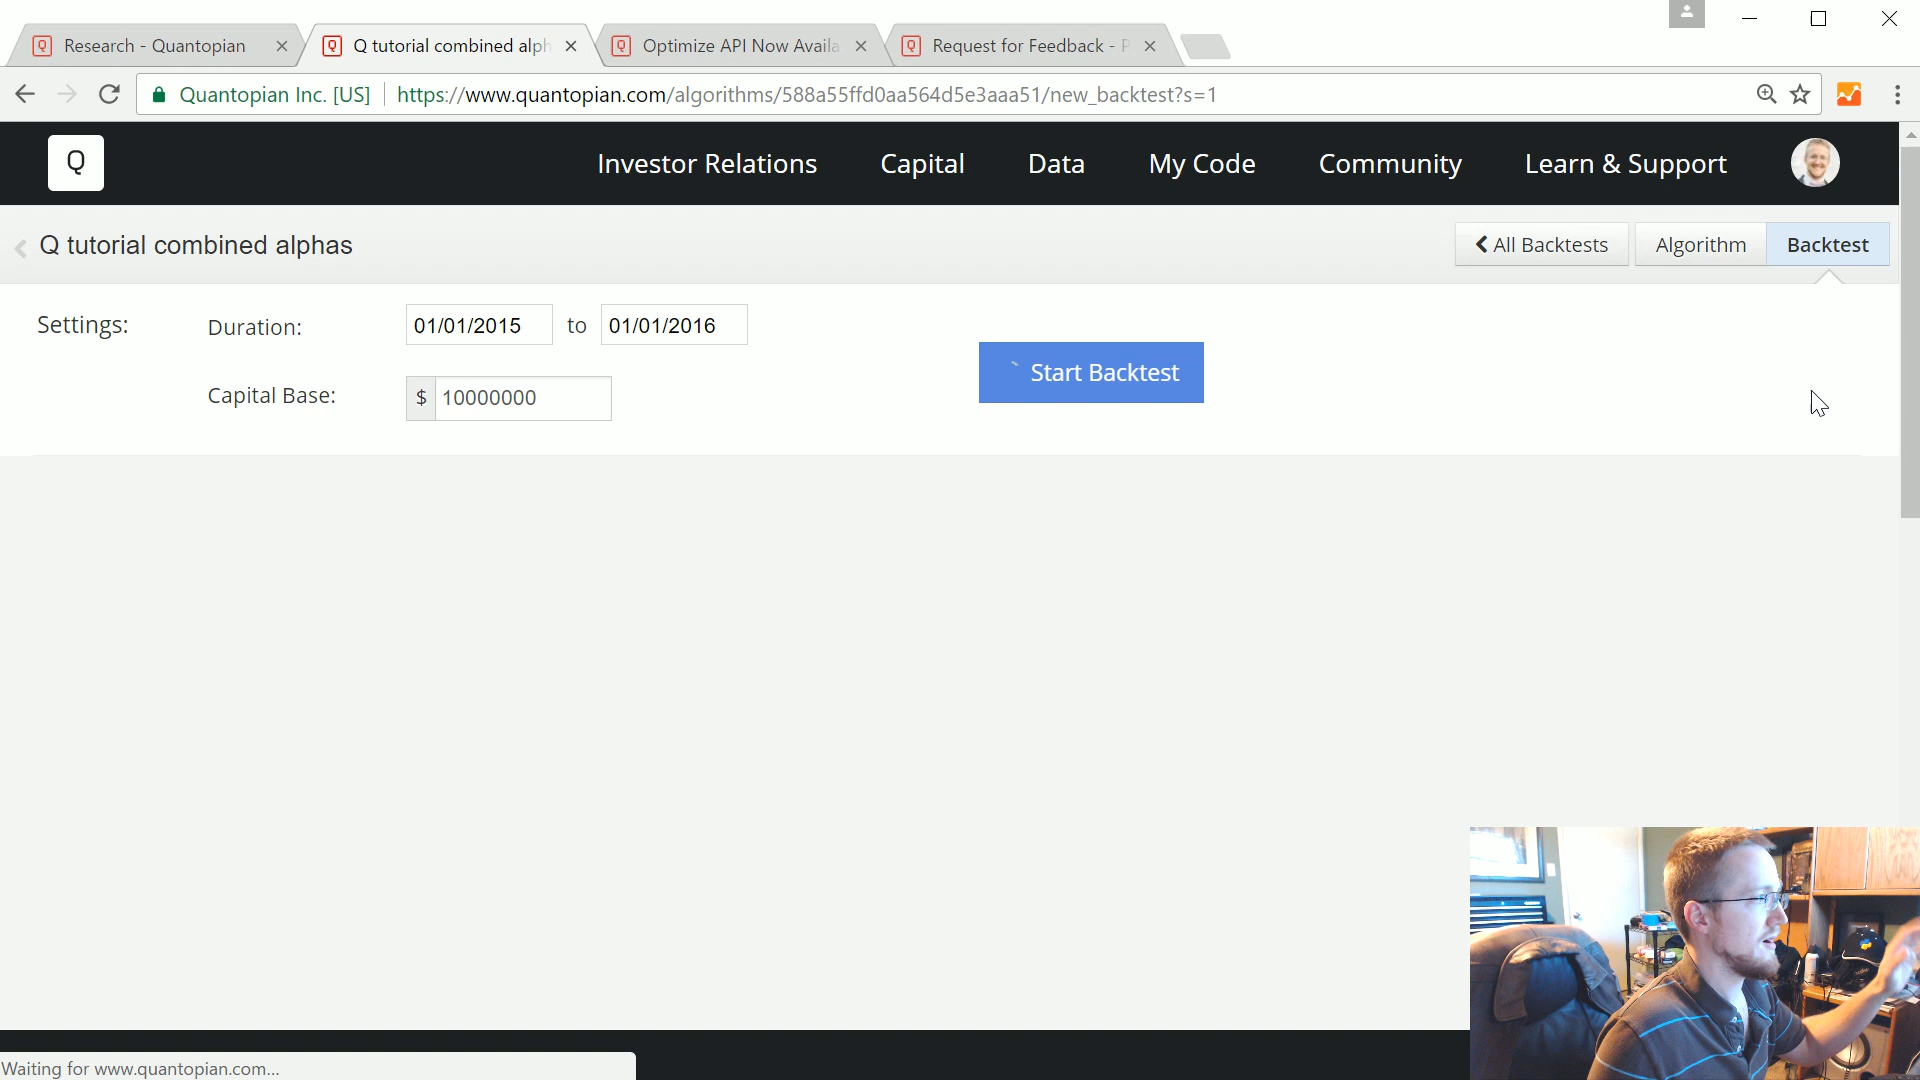 Research - Quantopian
Q tutorial combined alph
Optimize API Now Availa
Request for Feedback - P
Quantopian Inc. [US]
https://www.quantopian.com/algorithms/588a55ffd0aa564d5e3aaa51/new_backtest?s=1
Q
Investor Relations
Capital
Data
My Code
Community
Learn & Support
Q tutorial combined alphas
All Backtests
Algorithm
Backtest
Settings:
Duration:
01/01/2015 to 01/01/2016
Start Backtest
Capital Base:
$ 10000000
Waiting for www.quantopian.com...